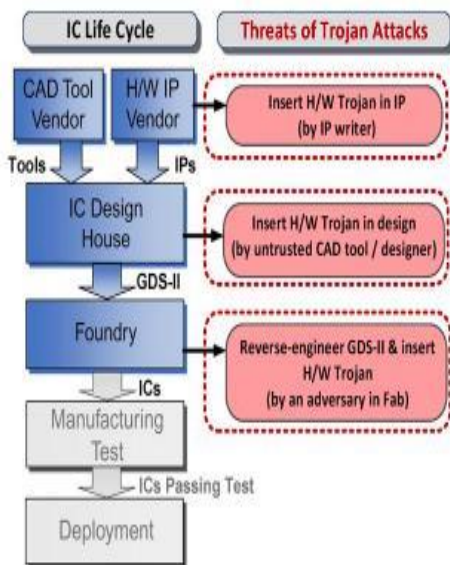 IC Life Cycle
Threats of Trojan Attacks
CAD Tool
Vendor
H/W IP
Vendor
Insert H/W Trojan in IP
(by IP writer)
Tools
IPs
IC Design
House
Insert H/W Trojan in design
(by untrusted CAD tool / designer)
GDS-II
Foundry
Reverse-engineer GDS-II & insert
H/W Trojan
(by an adversary in Fab)
ICs
Manufacturing
Test
ICs Passing Test
Deployment